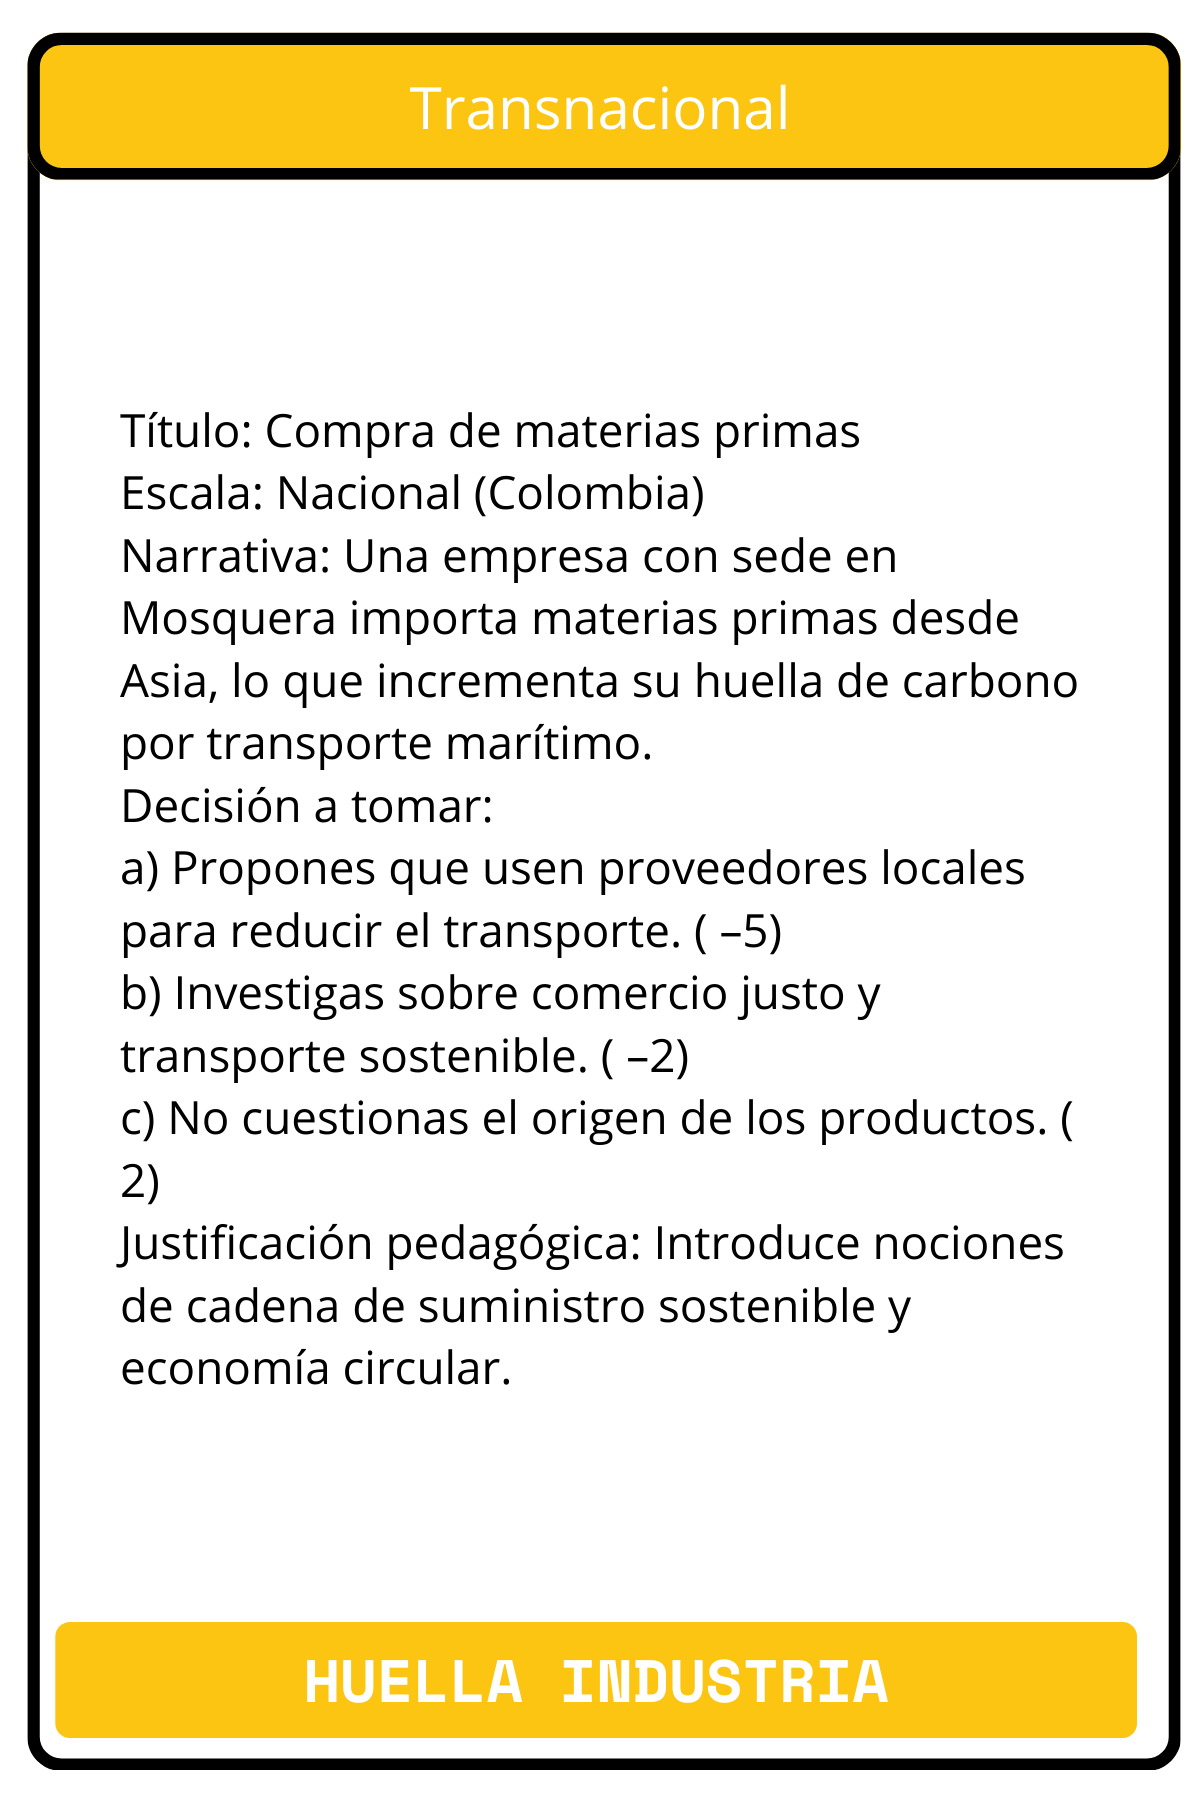 Transnacional
Título: Compra de materias primas
Escala: Nacional (Colombia)
Narrativa: Una empresa con sede en
Mosquera importa materias primas desde
Asia, lo que incrementa su huella de carbono
por transporte marítimo.
Decisión a tomar:
a) Propones que usen proveedores locales
para reducir el transporte. ( –5)
b) Investigas sobre comercio justo y
transporte sostenible. ( –2)
c) No cuestionas el origen de los productos. (
2)
Justificación pedagógica: Introduce nociones
de cadena de suministro sostenible y
economía circular.
HUELLA INDUSTRIA